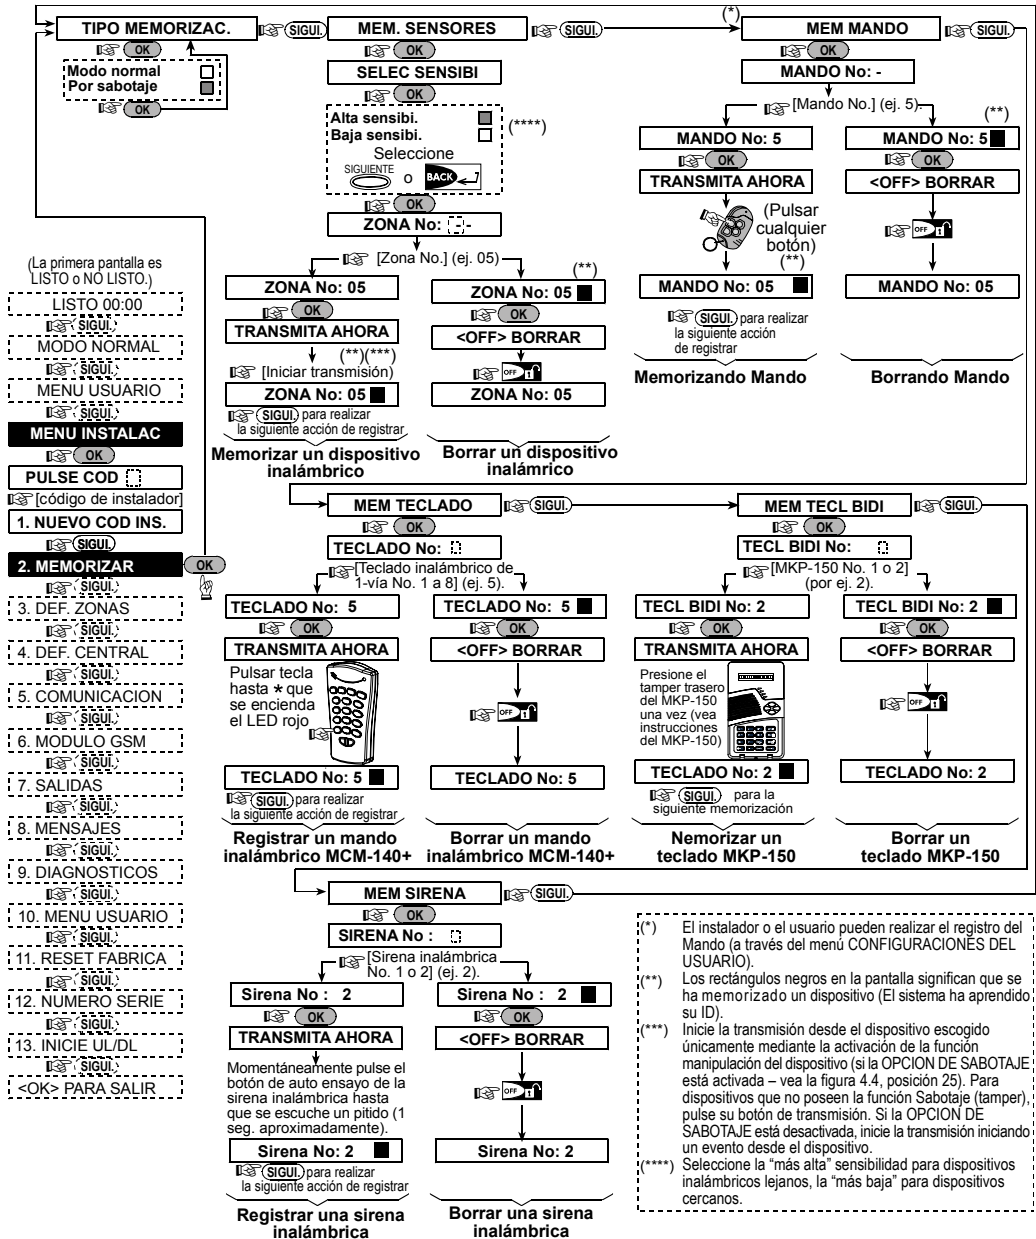 TIPO MEMORIZAC.
SIGUI.
OK
Modo normal
Por sabotaje
OK
MEM. SENSORES
SIGUI.
OK
SELEC SENSIBI
OK
Alta sensibi.
Baja sensibi.
(****)
Seleccione
SIGUIENTE
o
BACK
OK
ZONA No: - -
[Zona No.] (ej. 05)
ZONA No: 05
OK
TRANSMITA AHORA
(**)(***)
[Iniciar transmisión]
ZONA No: 05
SIGUI. para realizar
la siguiente acción de registrar
Memorizar un dispositivo
inalámbrico
(**)
ZONA No: 05
OK
<OFF> BORRAR
OFF
ZONA No: 05
Borrar un dispositivo
inalámrico
(*)
MEM MANDO
SIGUI.
OK
MANDO No: -
[Mando No.] (ej. 5)
MANDO No: 5
OK
TRANSMITA AHORA
(Pulsar
cualquier
botón)
(**)
MANDO No: 05
SIGUI. para realizar
la siguiente acción
de registrar
Memorizando Mando
(**)
MANDO No: 5
OK
<OFF> BORRAR
OFF
MANDO No: 05
Borrando Mando
(La primera pantalla es
LISTO o NO LISTO.)
LISTO 00:00
SIGUI.
MODO NORMAL
SIGUI.
MENU USUARIO
SIGUI.
MENU INSTALAC
OK
PULSE COD
[código de instalador]
1. NUEVO COD INS.
SIGUI.
2. MEMORIZAR
OK
SIGUI.
3. DEF. ZONAS
SIGUI.
4. DEF. CENTRAL
SIGUI.
5. COMUNICACION
SIGUI.
6. MODULO GSM
SIGUI.
7. SALIDAS
SIGUI.
8. MENSAJES
SIGUI.
9. DIAGNOSTICOS
SIGUI.
10. MENU USUARIO
SIGUI.
11. RESET FABRICA
SIGUI.
12. NUMERO SERIE
SIGUI.
13. INICIE UL/DL
SIGUI.
<OK> PARA SALIR
MEM TECLADO
SIGUI.
OK
TECLADO No:
[Teclado inalámbrico de
1-vía No. 1 a 8] (ej. 5).
TECLADO No: 5
OK
TRANSMITA AHORA
Pulsar tecla
hasta * que
se encienda
el LED rojo
TECLADO No: 5
SIGUI. para realizar
la siguiente acción de registrar
Registrar un mando
inalámbrico MCM-140+
TECLADO No: 5
OK
<OFF> BORRAR
OFF
TECLADO No: 5
Borrar un mando
inalámbrico MCM-140+
MEM TECL BIDI
SIGUI.
OK
TECL BIDI No:
[MKP-150 No. 1 o 2]
(por ej. 2).
TECL BIDI No: 2
OK
TRANSMITA AHORA
Presione el
tamper trasero
del MKP-150
una vez (vea
instrucciones
del MKP-150)
TECLADO No: 2
SIGUI. para la
siguiente memorización
Nemorizar un
teclado MKP-150
TECL BIDI No: 2
OK
<OFF> BORRAR
OFF
TECLADO No: 2
Borrar un
teclado MKP-150
MEM SIRENA
SIGUI.
OK
SIRENA No :
[Sirena inalámbrica
No. 1 o 2] (ej. 2).
Sirena No : 2
OK
TRANSMITA AHORA
Momentáneamente pulse el
botón de auto ensayo de la
sirena inalámbrica hasta
que se escuche un pitido (1
seg. aproximadamente).
Sirena No: 2
SIGUI. para realizar
la siguiente acción de registrar
Registrar una sirena
inalámbrica
Sirena No : 2
OK
<OFF> BORRAR
OFF
Sirena No: 2
Borrar una sirena
inalámbrica
(*) El instalador o el usuario pueden realizar el registro del
Mando (a través del menú CONFIGURACIONES DEL
USUARIO).
(**) Los rectángulos negros en la pantalla significan que se
ha memorizado un dispositivo (El sistema ha aprendido
su ID).
(***) Inicie la transmisión desde el dispositivo escogido
únicamente mediante la activación de la función
manipulación del dispositivo (si la OPCION DE SABOTAJE
está activada – vea la figura 4.4, posición 25). Para
dispositivos que no poseen la función Sabotaje (tamper),
pulse su botón de transmisión. Si la OPCION DE
SABOTAJE está desactivada, inicie la transmisión iniciando
un evento desde el dispositivo.
(****) Seleccione la “más alta” sensibilidad para dispositivos
inalámbricos lejanos, la “más baja” para dispositivos
cercanos.